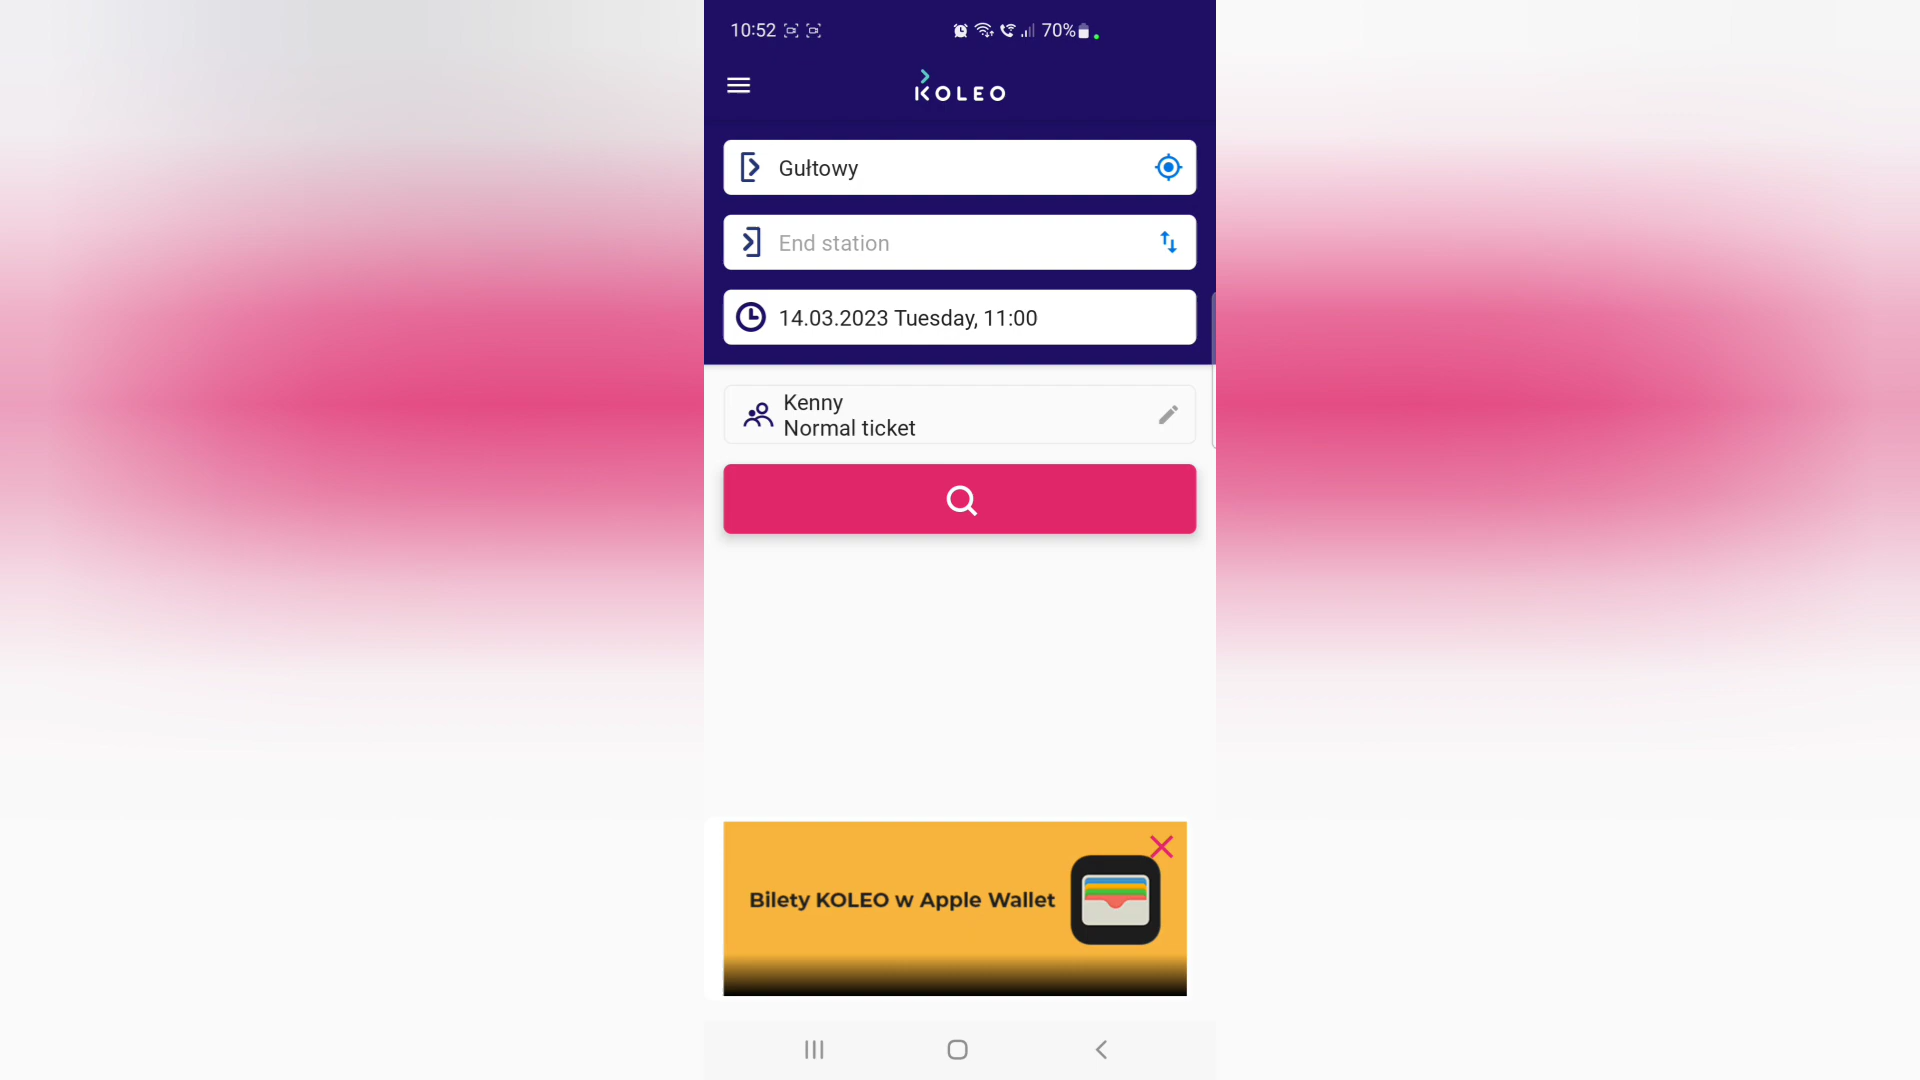 10:52
70%
KOLEO
Gułtowy
End station
14.03.2023 Tuesday, 11:00
Kenny
Normal ticket
Bilety KOLEO w Apple Wallet